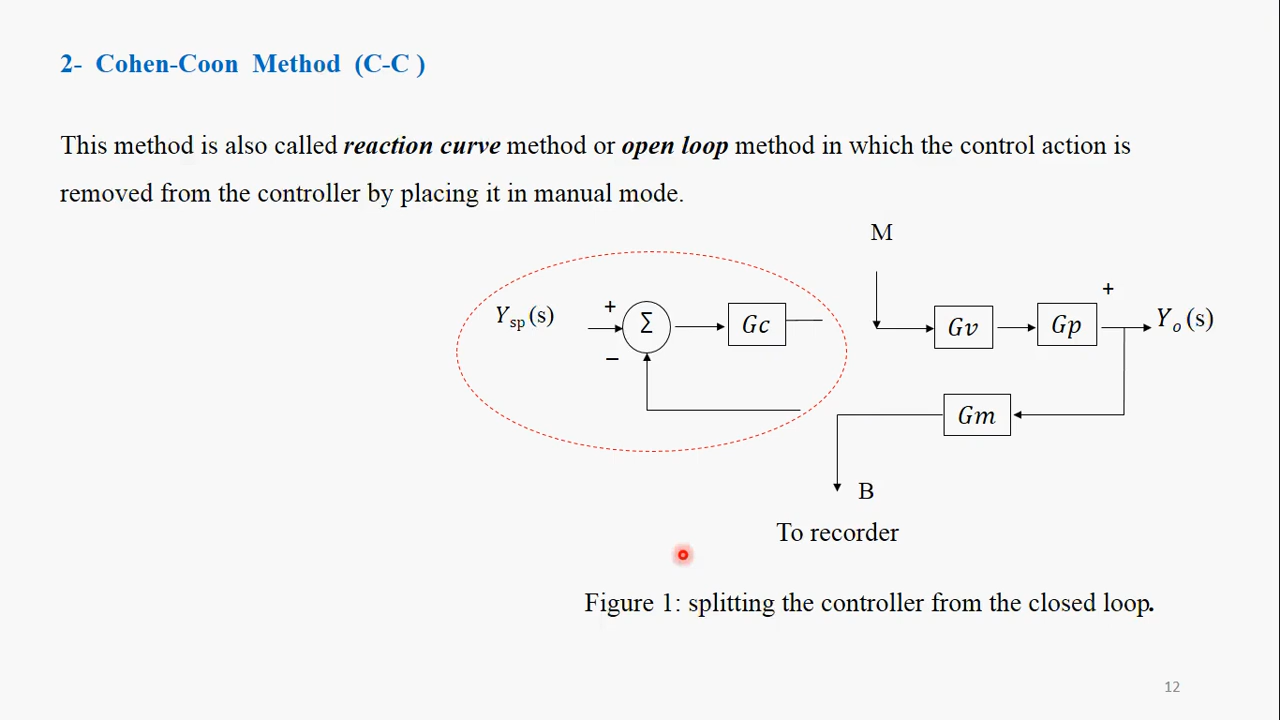 2- Cohen-Coon Method (C-C )
This method is also called reaction curve method or open loop method in which the control action is
removed from the controller by placing it in manual mode.
M
+
+
Ysp(s)
Σ
Gc
Gv
Gp
Yo(s)
−
Gm
B
To recorder
Figure 1: splitting the controller from the closed loop.
12